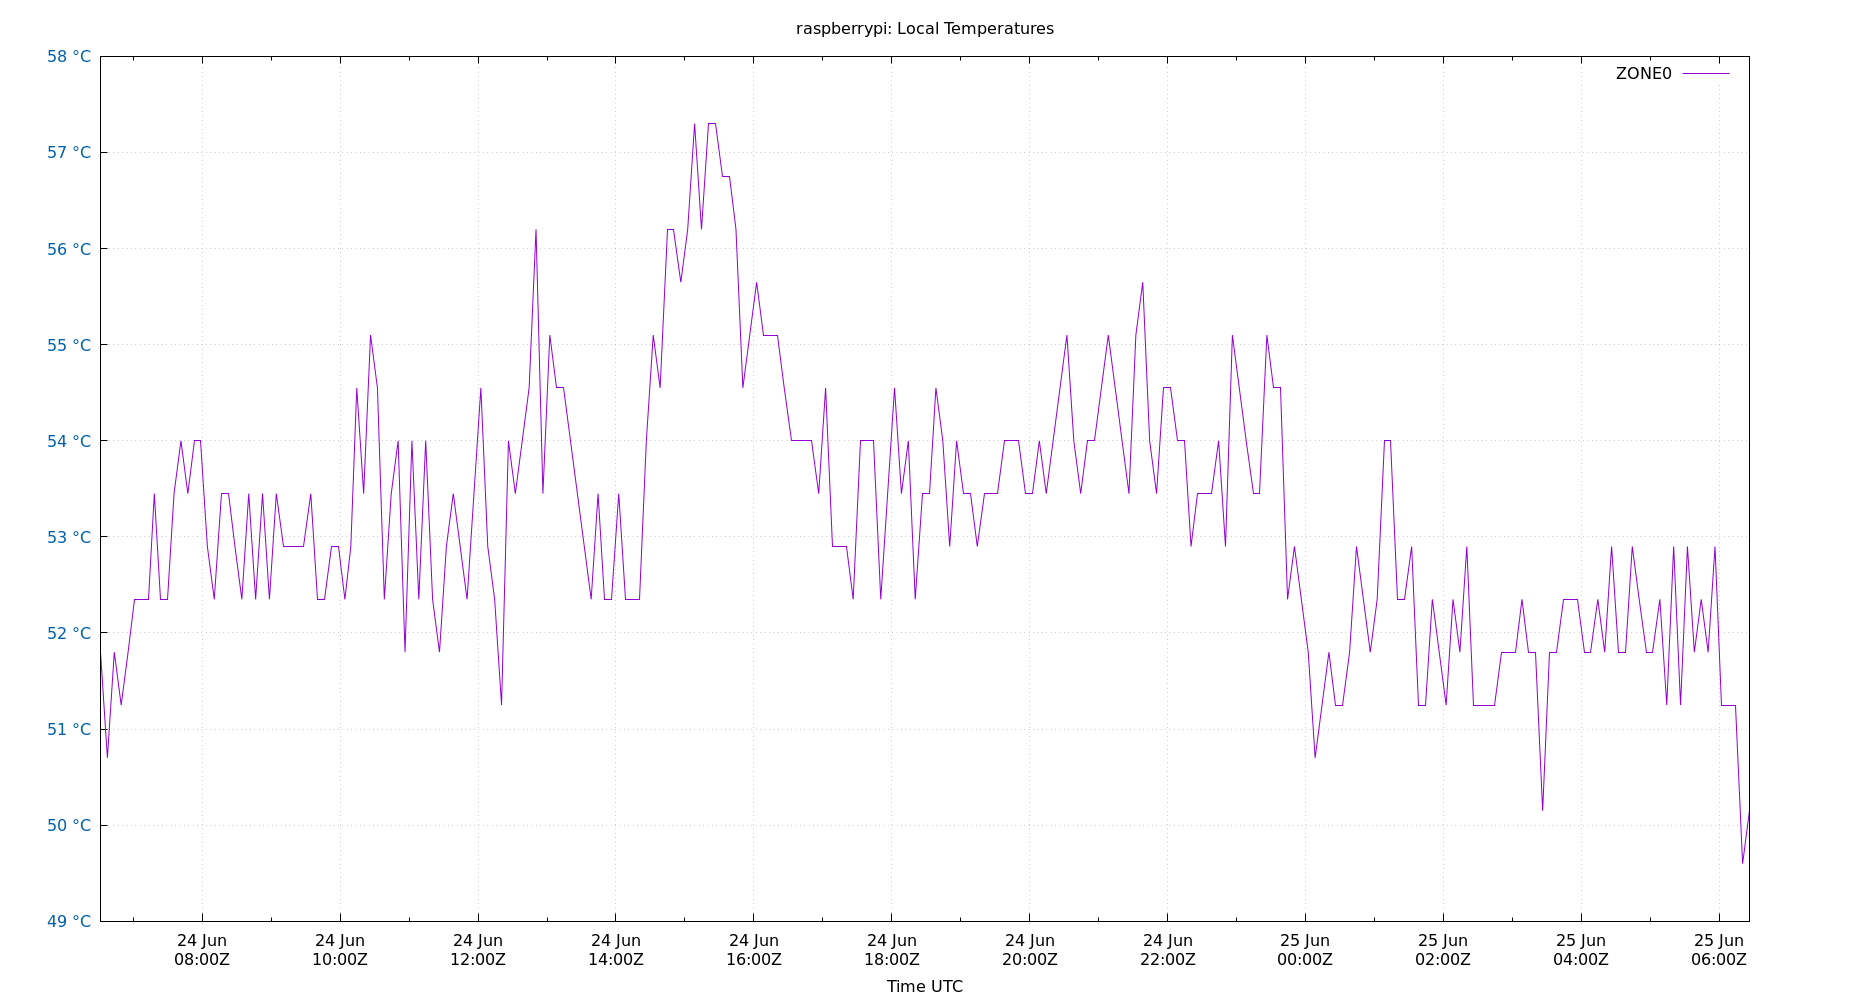 raspberrypi: Local Temperatures
58 °C
ZONE0
57 °C
56 °C
55 °C
54 °C
53 °C
52 °C
51 °C
50 °C
49 °C
24 Jun 24 Jun 24 Jun 24 Jun 24 Jun 24 Jun 24 Jun 24 Jun 25 Jun 25 Jun 25 Jun 25 Jun
08:00Z 10:00Z 12:00Z 14:00Z 16:00Z 18:00Z 20:00Z 22:00Z 00:00Z 02:00Z 04:00Z 06:00Z
Time UTC